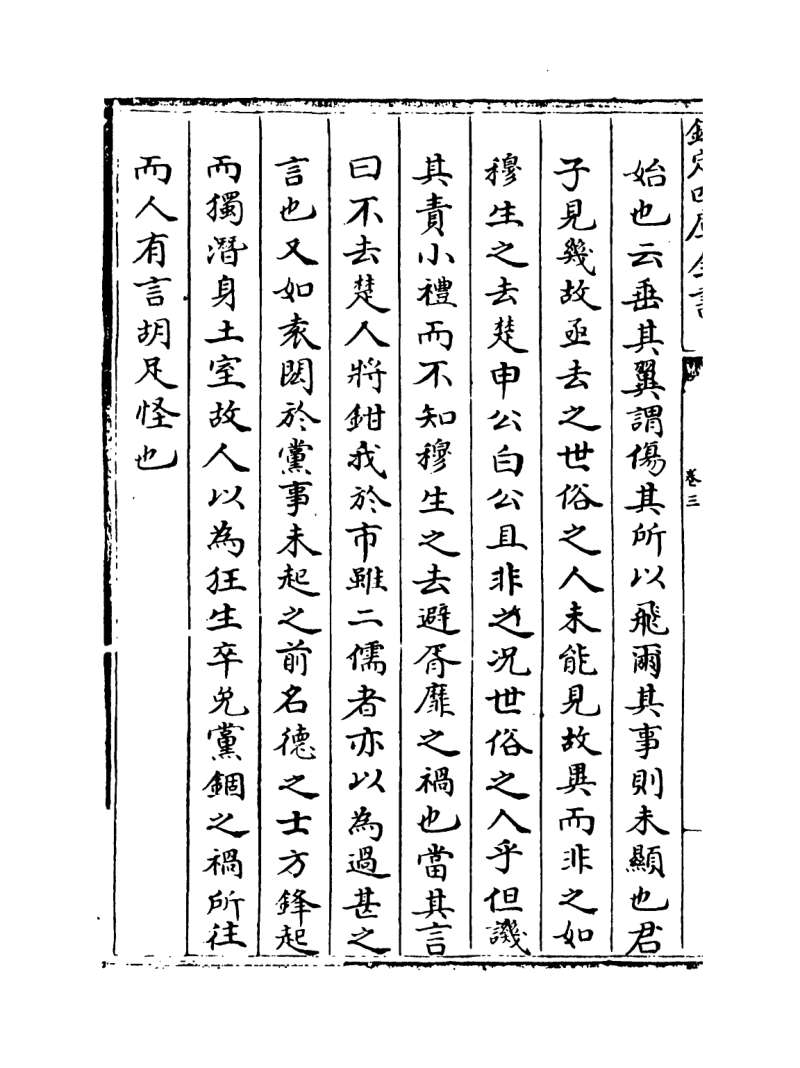 欽定四庫全書
卷三
始也云垂其翼謂傷其所以飛爾其事則未顯也君
子見幾故亟去之世俗之人未能見故異而非之如
穆生之去楚申公白公且非之况世俗之人乎但譏
其責小禮而不知穆生之去避胥靡之禍也當其言
曰不去楚人將鉗我於市雖二儒者亦以為過甚之
言也又如袁閎於黨事未起之前名德之士方鋒起
而獨潛身土室故人以為狂生卒免黨錮之禍所往
而人有言胡足怪也